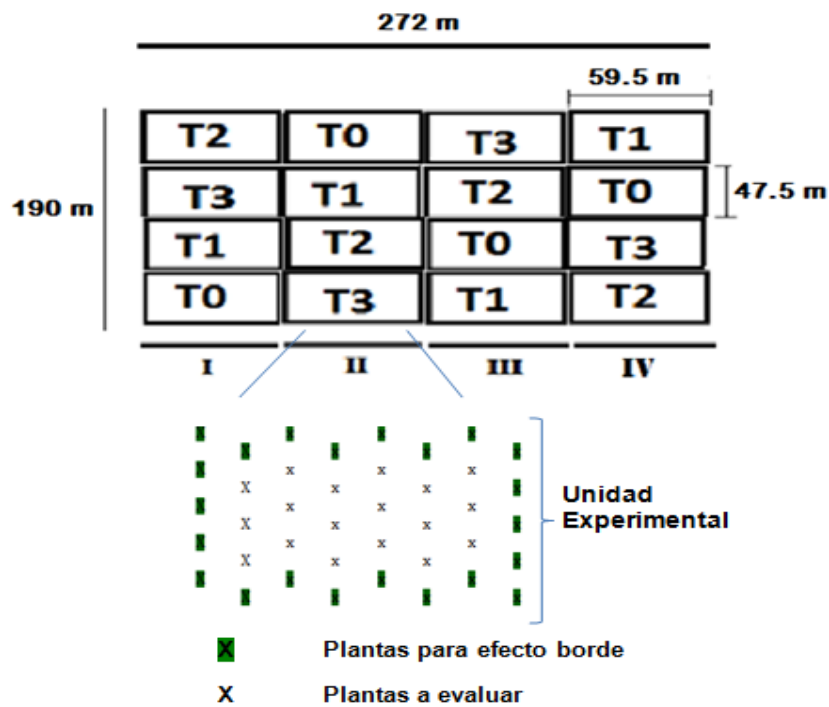 272 m
59.5 m
T2 T0 T3 T1
190 m T3 T1 T2 T0 47.5 m
T1 T2 T0 T3
T0 T3 T1 T2
I II III IV
X X X X
X X X X
X x x x
X x x x
X x x x
X x x x
X x x x
X x x x
X X X X
X X X X
Unidad
Experimental
X Plantas para efecto borde
X Plantas a evaluar